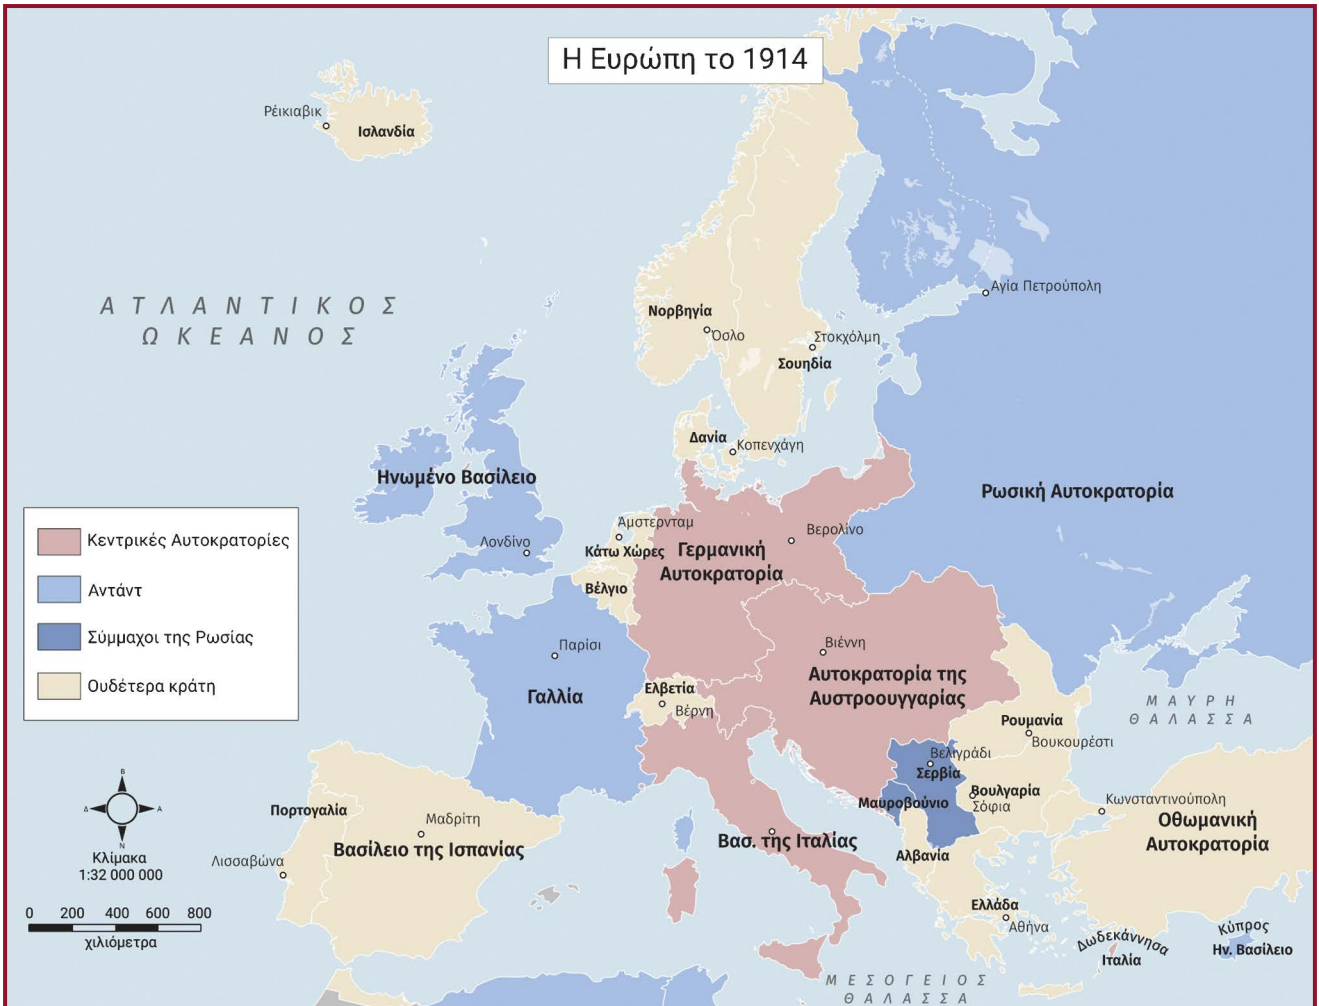 Η Ευρώπη το 1914
Ρέικιαβικ
Ισλανδία
ΑΤΛΑΝΤΙΚΟΣ
ΩΚΕΑΝΟΣ
Αγία Πετρούπολη
Νορβηγία
Όσλο
Στοκχόλμη
Σουηδία
Δανία
Κοπενχάγη
Ηνωμένο Βασίλειο
Λονδίνο
Ρωσική Αυτοκρατορία
Άμστερνταμ
Κάτω Χώρες
Βέλγιο
Βερολίνο
Γερμανική
Αυτοκρατορία
Κεντρικές Αυτοκρατορίες
Αντάντ
Σύμμαχοι της Ρωσίας
Ουδέτερα κράτη
Παρίσι
Γαλλία
Βιέννη
Αυτοκρατορία της
Αυστροουγγαρίας
Ελβετία
Βέρνη
ΜΑΥΡΗ
ΘΑΛΑΣΣΑ
Ρουμανία
Βουκουρέστι
Βελιγράδι
Σερβία
Μαυροβούνιο
Βουλγαρία
Σόφια
Κωνσταντινούπολη
Οθωμανική
Αυτοκρατορία
Πορτογαλία
Μαδρίτη
Βασίλειο της Ισπανίας
Λισσαβώνα
Βασ. της Ιταλίας
Αλβανία
Ελλάδα
Αθήνα
Δωδεκάννησα
Ιταλία
Κύπρος
Ην. Βασίλειο
ΜΕΣΟΓΕΙΟΣ
ΘΑΛΑΣΣΑ
Β
Δ
Α
Ν
Κλίμακα
1:32 000 000
0 200 400 600 800
χιλιόμετρα